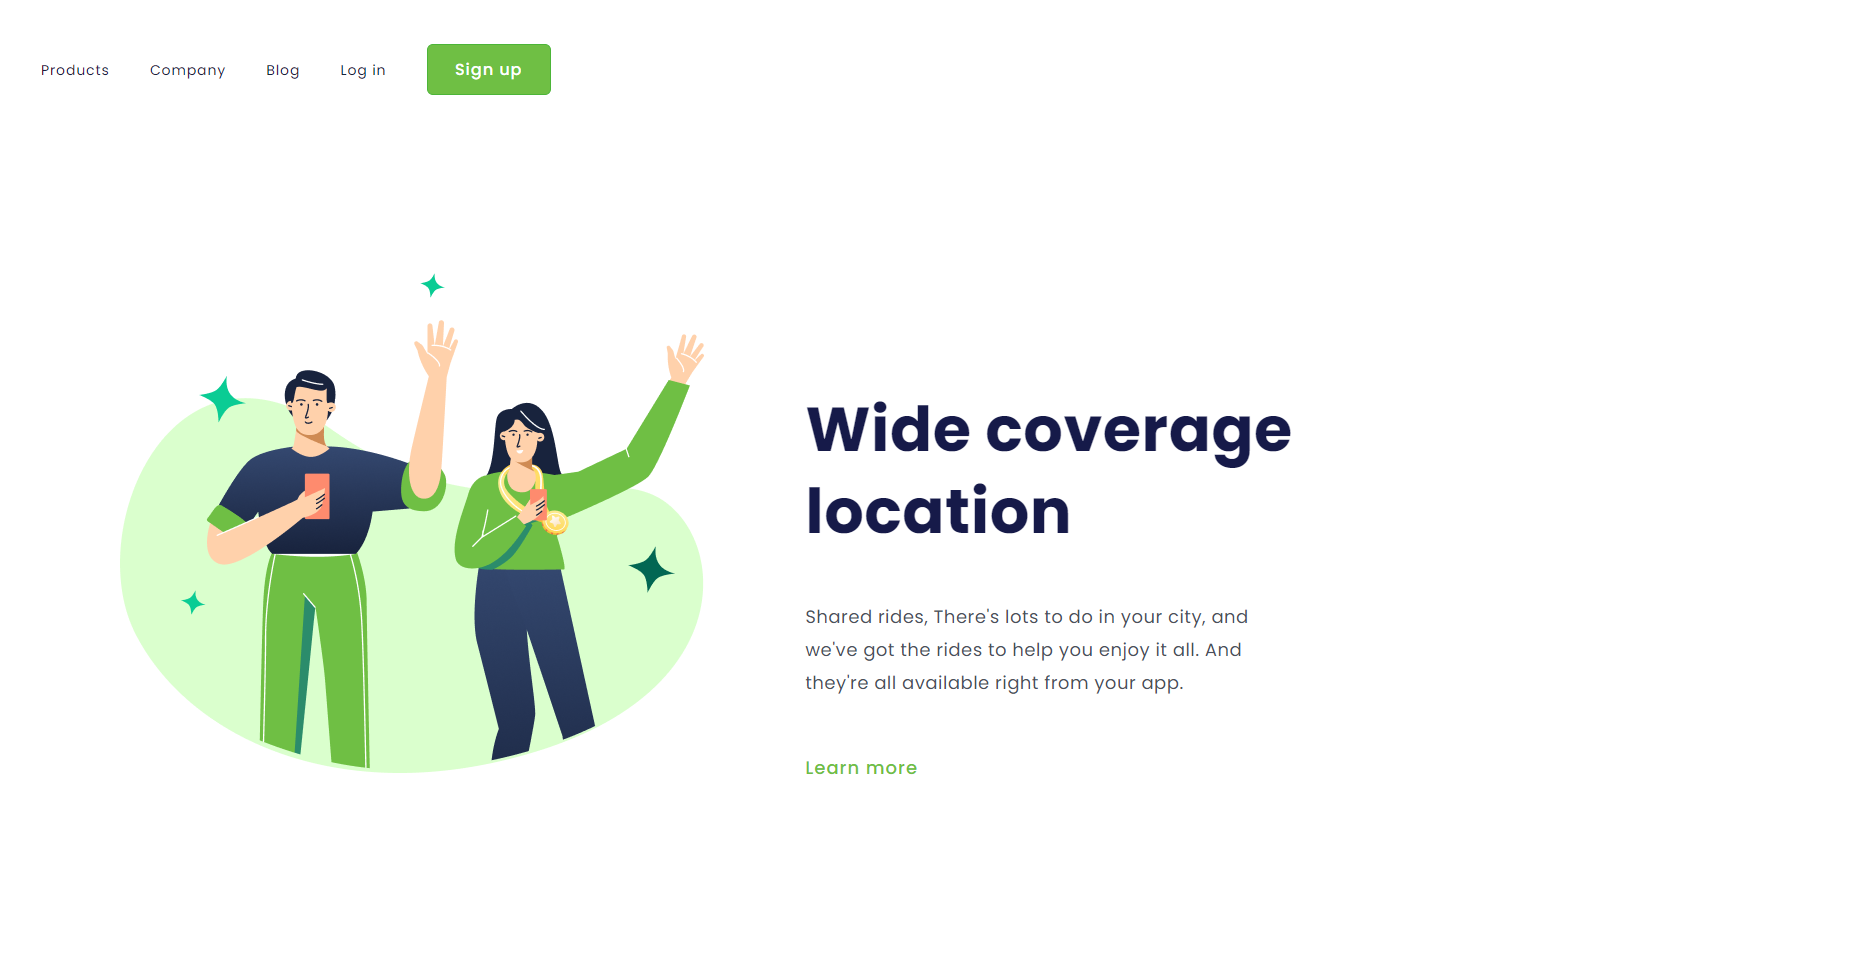 Products Company Blog Log in Sign up
Wide coverage
location
Shared rides, There's lots to do in your city, and
we've got the rides to help you enjoy it all. And
they're all available right from your app.
Learn more